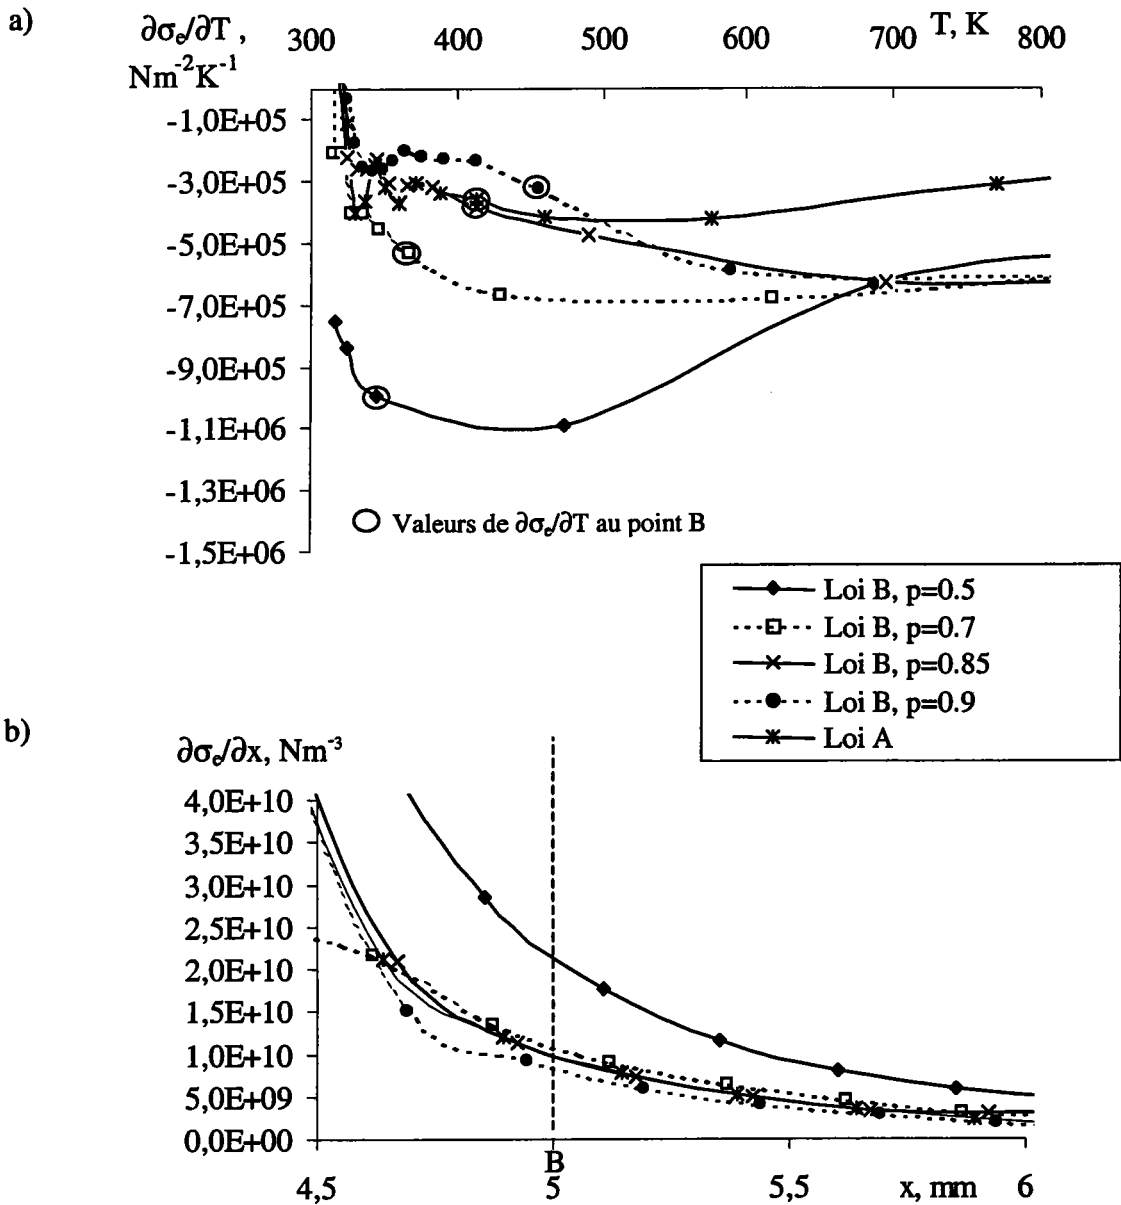 a)
∂σₑ/∂T ,
Nm⁻²K⁻¹
300 400 500 600 700 T, K 800
-1,0E+05
-3,0E+05
-5,0E+05
-7,0E+05
-9,0E+05
-1,1E+06
-1,3E+06
-1,5E+06
Valeurs de ∂σₑ/∂T au point B
Loi B, p=0.5
Loi B, p=0.7
Loi B, p=0.85
Loi B, p=0.9
Loi A
b)
∂σₑ/∂x, Nm⁻³
4,0E+10
3,5E+10
3,0E+10
2,5E+10
2,0E+10
1,5E+10
1,0E+10
5,0E+09
0,0E+00
B
4,5 5 5,5 x, mm 6